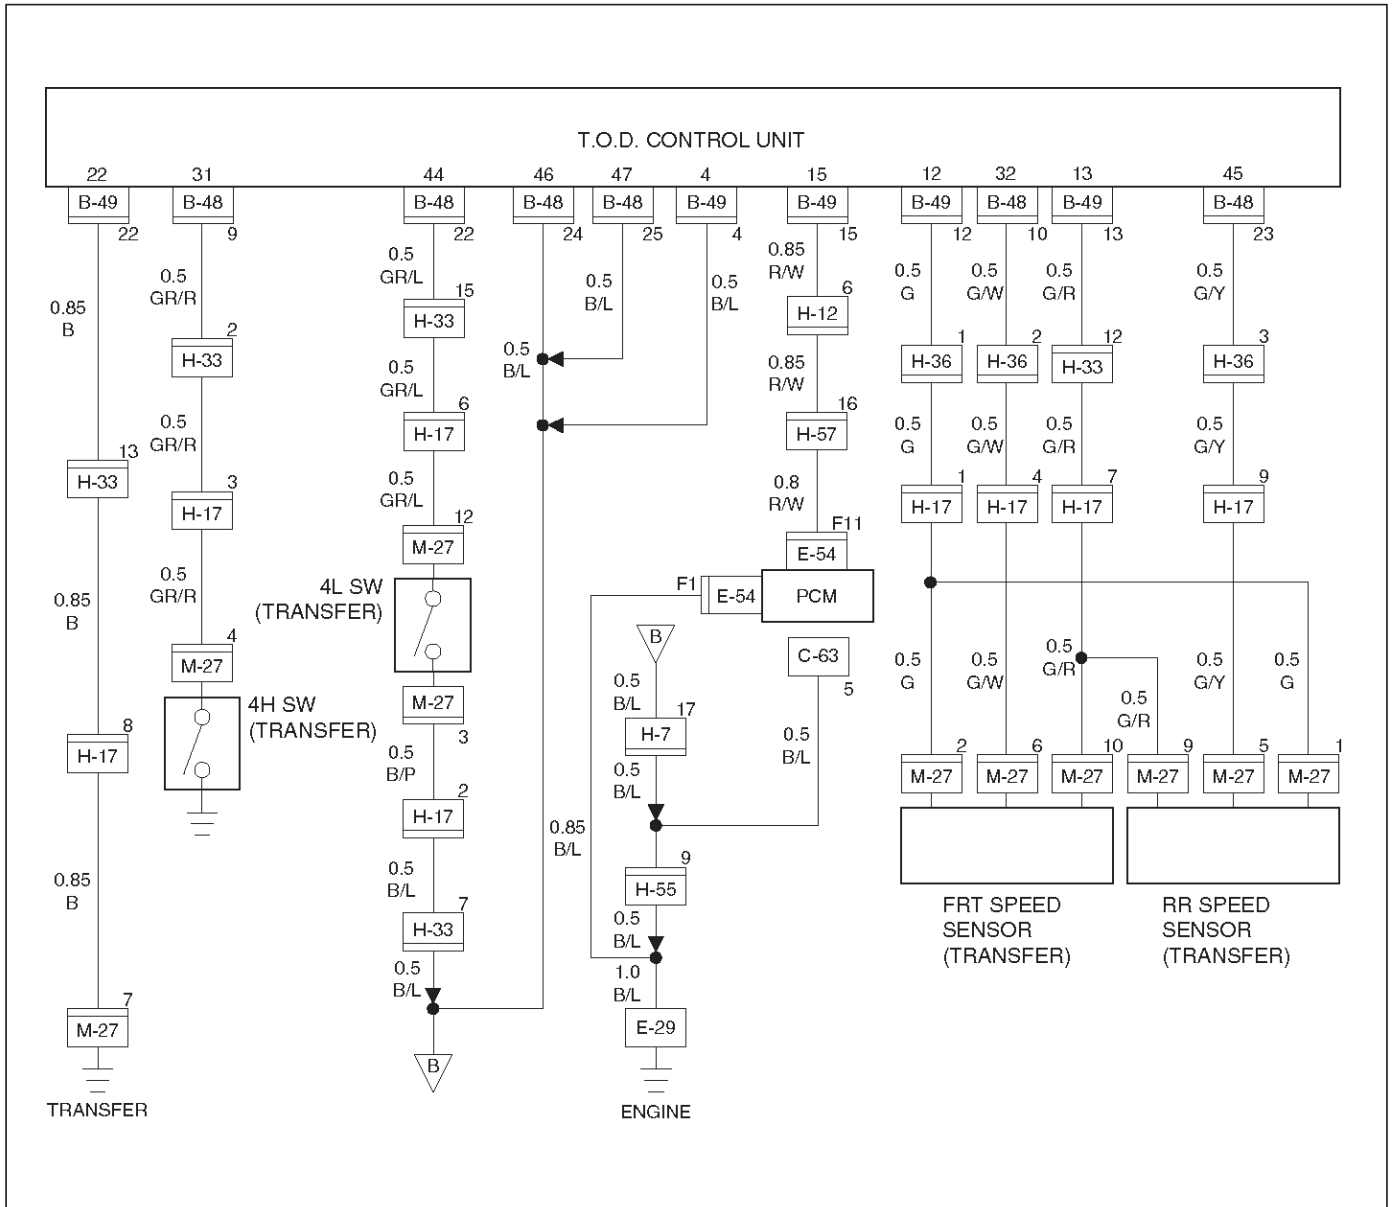 T.O.D. CONTROL UNIT
22 31 44 46 47 4 15 12 32 13 45
B-49 B-48 B-48 B-48 B-48 B-49 B-49 B-49 B-48 B-49 B-48
22 9 22 24 25 4 15 12 10 13 23
0.85
B
0.5
GR/R
2
H-33
0.5
GR/R
13
H-33
3
H-17
0.85
B
0.5
GR/R
4
M-27
4H SW
(TRANSFER)
8
H-17
0.85
B
7
M-27
TRANSFER
0.5
GR/L
15
H-33
0.5
GR/L
6
H-17
0.5
GR/L
12
M-27
4L SW
(TRANSFER)
M-27
3
0.5
B/P
2
H-17
0.5
B/L
7
H-33
0.5
B/L
B
0.5
B/L
0.5
B/L
0.5
B/L
0.85
R/W
6
H-12
0.85
R/W
16
H-57
0.8
R/W
F11
E-54
F1
E-54
PCM
C-63
5
B
0.5
B/L
17
H-7
0.5
B/L
0.5
B/L
0.85
B/L
9
H-55
0.5
B/L
1.0
B/L
E-29
ENGINE
0.5
G
0.5
G/W
0.5
G/R
0.5
G/Y
1 2 12 3
H-36 H-36 H-33 H-36
0.5
G
0.5
G/W
0.5
G/R
0.5
G/Y
1 4 7 9
H-17 H-17 H-17 H-17
0.5
G
0.5
G/W
0.5
G/R
0.5
G/R
0.5
G/Y
0.5
G
2 6 10 9 5 1
M-27 M-27 M-27 M-27 M-27 M-27
FRT SPEED
SENSOR
(TRANSFER)
RR SPEED
SENSOR
(TRANSFER)